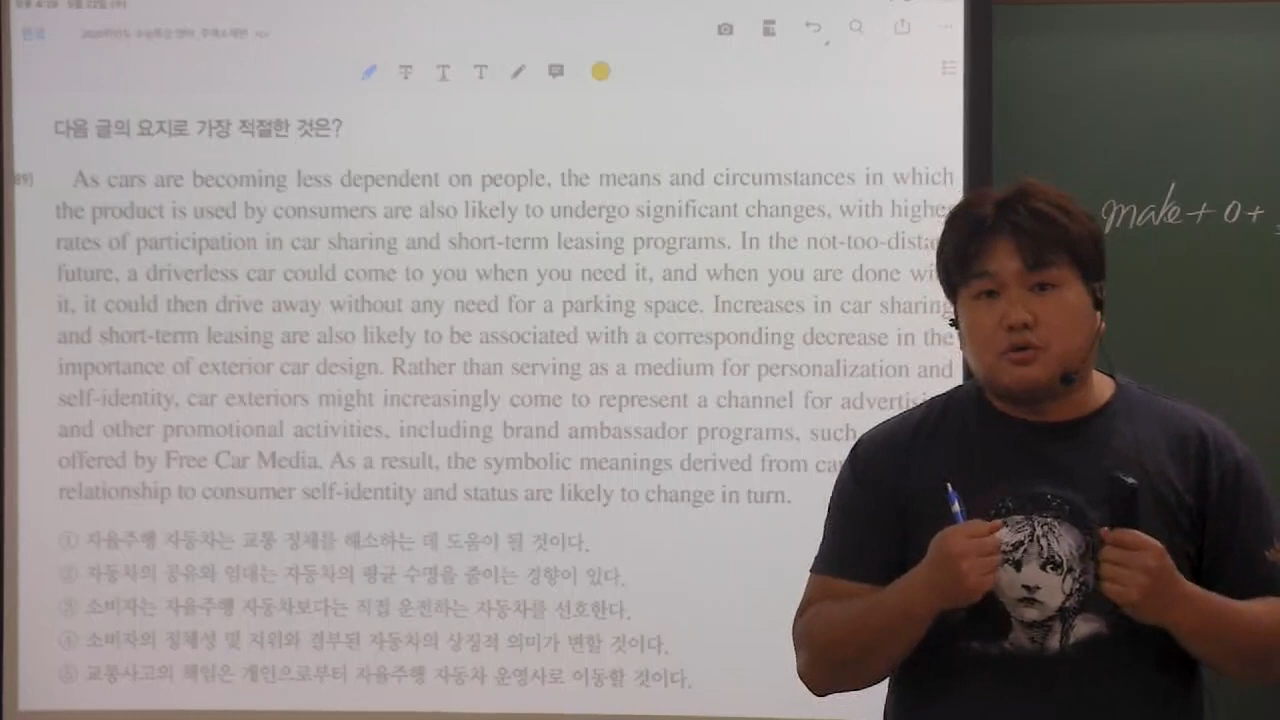 완료
다음 글의 요지로 가장 적절한 것은?
89)
As cars are becoming less dependent on people, the means and circumstances in which
the product is used by consumers are also likely to undergo significant changes, with higher
rates of participation in car sharing and short-term leasing programs. In the
future, a driverless car could come to you when you need it, and when you are done
it, it could then drive away without any need for a parking space. Increases in car sharing
and short-term leasing are also likely to be associated with a corresponding decrease in the
importance of exterior car design. Rather than serving as a medium for personalization and
self-identity, car exteriors might increasingly come to represent a channel for
and other promotional activities, including brand ambassador programs, such
offered by Free Car Media. As a result, the symbolic meanings derived from
relationship to consumer self-identity and status are likely to change in turn.
① 자율주행 자동차는 교통 정체를 해소하는 데 도움이 될 것이다.
② 자동차의 공유와 임대는 자동차의 평균 수명을 줄이는 경향이 있다.
③ 소비자는 자율주행 자동차보다는 직접 운전하는 자동차를 선호한다.
④ 소비자의 정체성 및 지위와 결부된 자동차의 상징적 의미가 변할 것이다.
⑤ 교통사고의 책임은 개인으로부터 자율주행 자동차 운영사로 이동할 것이다.
make + O +